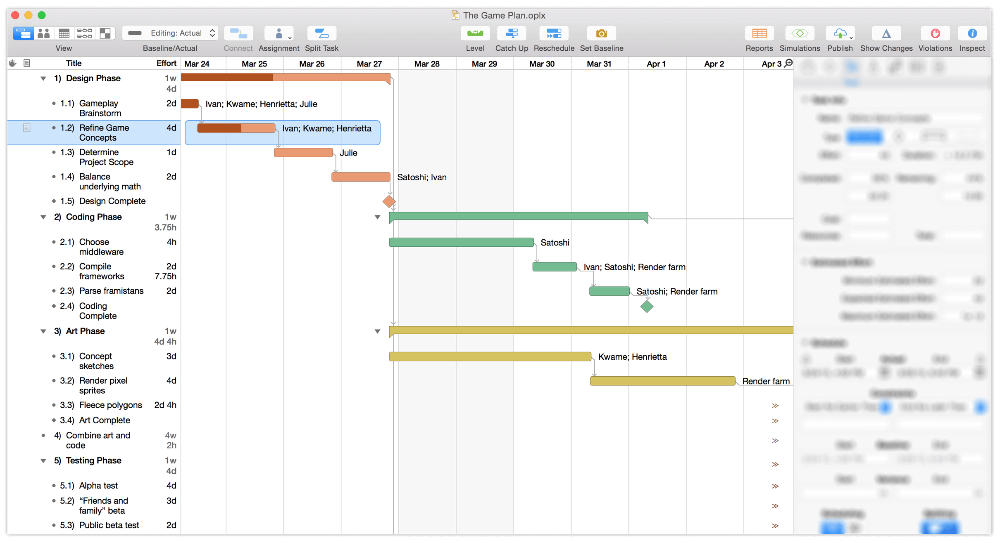 The Game Plan.oplx
Editing: Actual
View
Baseline/Actual
Connect
Assignment
Split Task
Level
Catch Up
Reschedule
Set Baseline
Reports
Simulations
Publish
Show Changes
Violations
Inspect
Title
Effort
Mar 24
Mar 25
Mar 26
Mar 27
Mar 28
Mar 29
Mar 30
Mar 31
Apr 1
Apr 2
Apr 3
1) Design Phase 1w
4d
1.1) Gameplay 2d Ivan; Kwame; Henrietta; Julie
Brainstorm
1.2) Refine Game 4d Ivan; Kwame; Henrietta
Concepts
1.3) Determine 1d Julie
Project Scope
1.4) Balance 2d Satoshi; Ivan
underlying math
1.5) Design Complete
2) Coding Phase 1w
3.75h
2.1) Choose 4h Satoshi
middleware
2.2) Compile 2d Ivan; Satoshi; Render farm
frameworks 7.75h
2.3) Parse framistans 2d Satoshi; Render farm
2.4) Coding
Complete
3) Art Phase 1w
4d 4h
3.1) Concept 3d Kwame; Henrietta
sketches
3.2) Render pixel 4d Render farm
sprites
3.3) Fleece polygons 2d 4h
3.4) Art Complete
4) Combine art and 4w
code 2h
5) Testing Phase 1w
4d
5.1) Alpha test 4d
5.2) “Friends and 3d
family” beta
5.3) Public beta test 2d